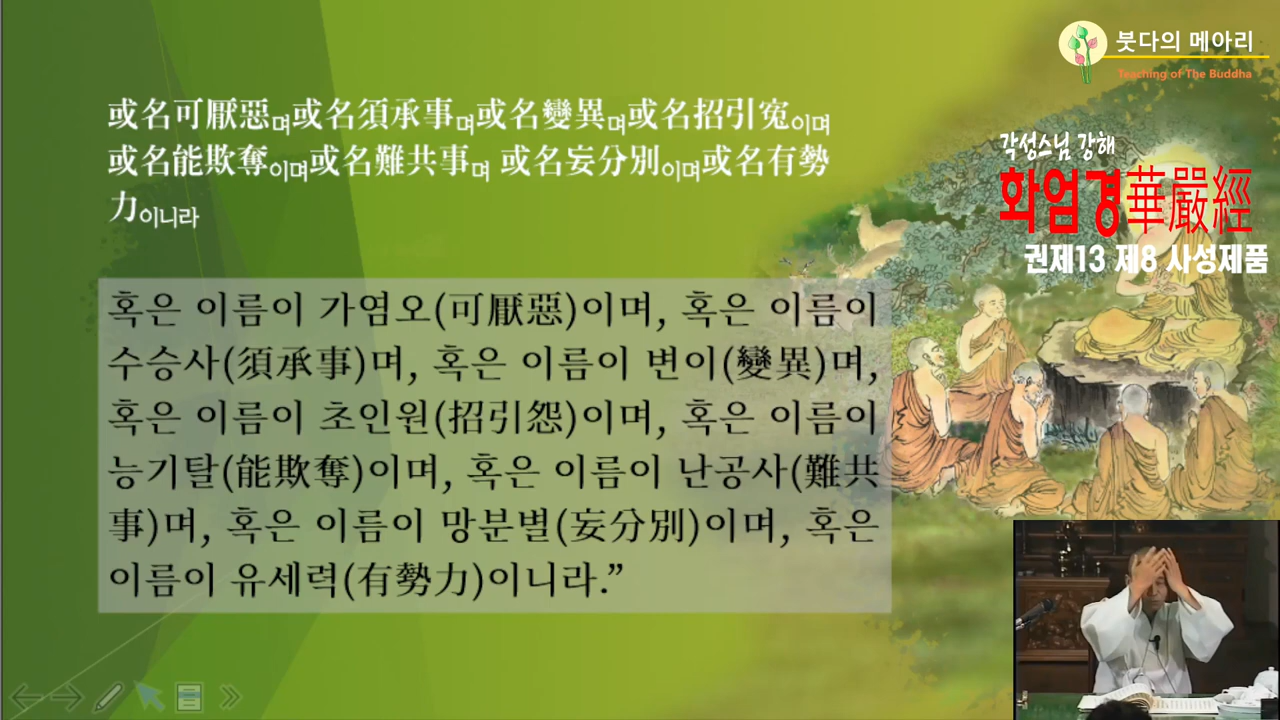 붓다의 메아리
Teaching of The Buddha
각성스님 강해
화엄경華嚴經
권제13 제8 사성제품
或名可厭惡며或名須承事며或名變異며或名招引寃이며
或名能欺奪이며或名難共事며 或名妄分別이며或名有勢
力이니라
혹은 이름이 가염오(可厭惡)이며, 혹은 이름이
수승사(須承事)며, 혹은 이름이 변이(變異)며,
혹은 이름이 초인원(招引怨)이며, 혹은 이름이
능기탈(能欺奪)이며, 혹은 이름이 난공사(難共
事)며, 혹은 이름이 망분별(妄分別)이며, 혹은
이름이 유세력(有勢力)이니라.”